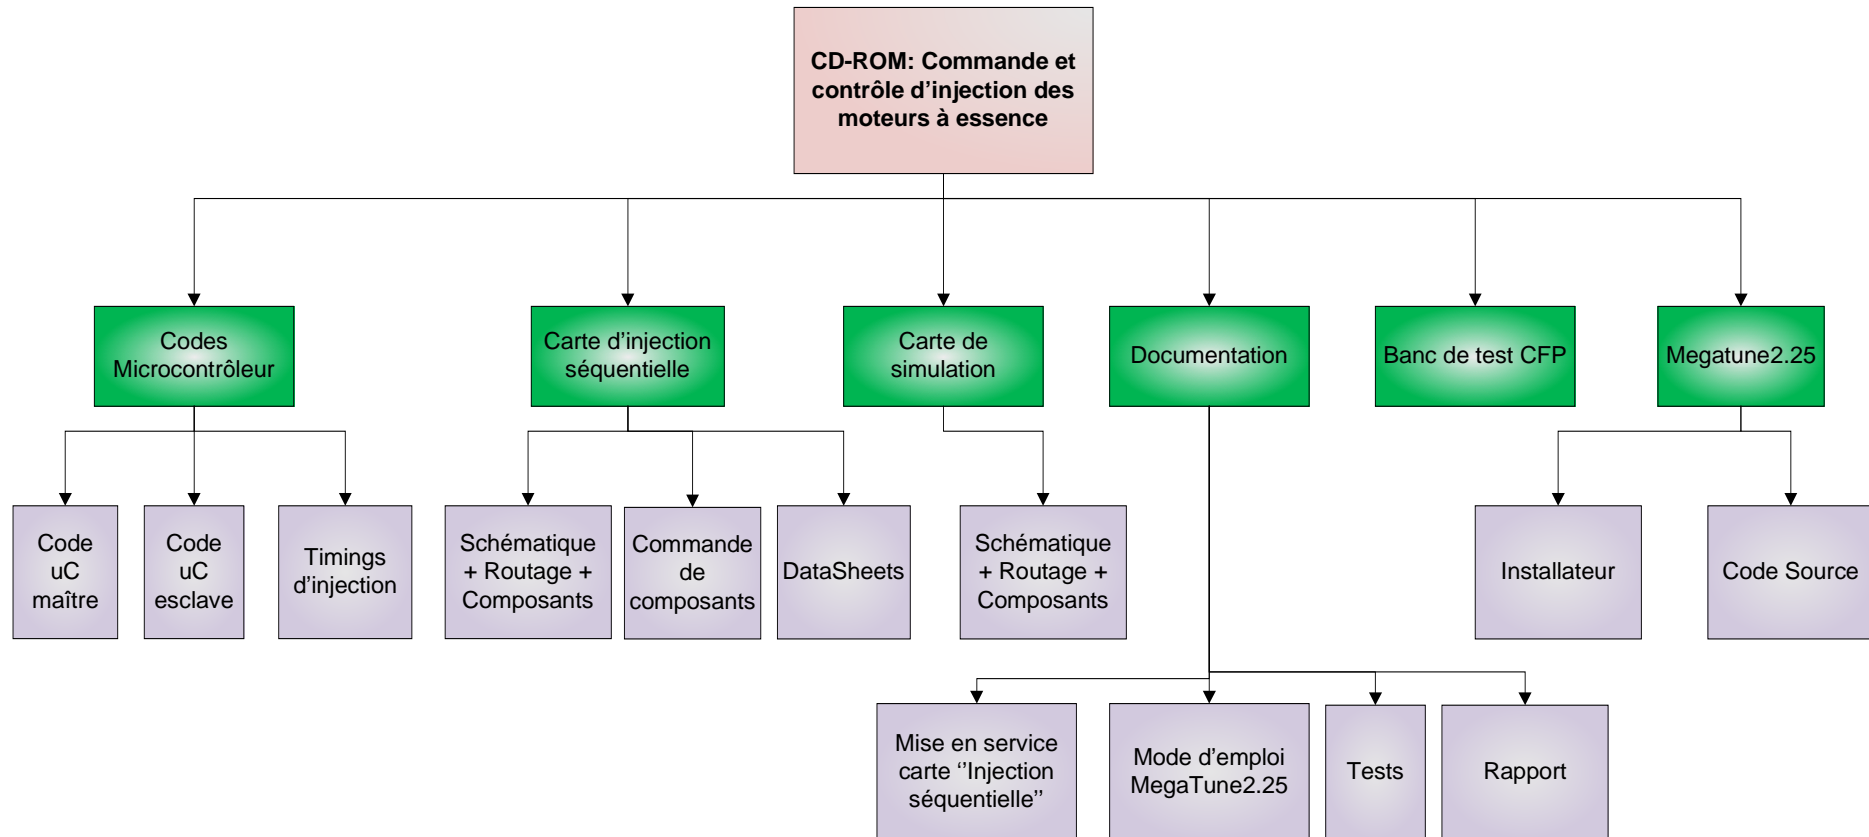 CD-ROM: Commande et
contrôle d’injection des
moteurs à essence
Codes
Microcontrôleur
Carte d’injection
séquentielle
Carte de
simulation
Documentation
Banc de test CFP
Megatune2.25
Code
uC
maître
Code
uC
esclave
Timings
d’injection
Schématique
+ Routage +
Composants
Commande
de
composants
DataSheets
Schématique
+ Routage +
Composants
Installateur
Code Source
Mise en service
carte ‘’Injection
séquentielle’’
Mode d’emploi
MegaTune2.25
Tests
Rapport